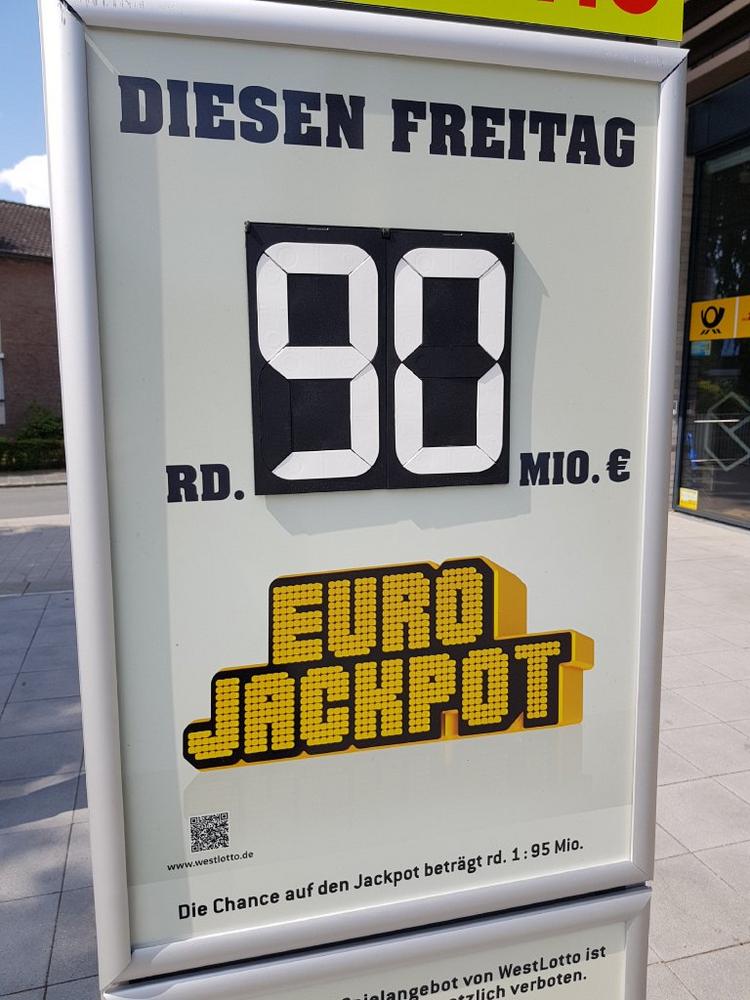 DIESEN FREITAG
90
RD. MIO. €
EURO
JACKPOT
www.westlotto.de
Die Chance auf den Jackpot beträgt rd. 1:95 Mio.
von WestLotto ist
verboten.